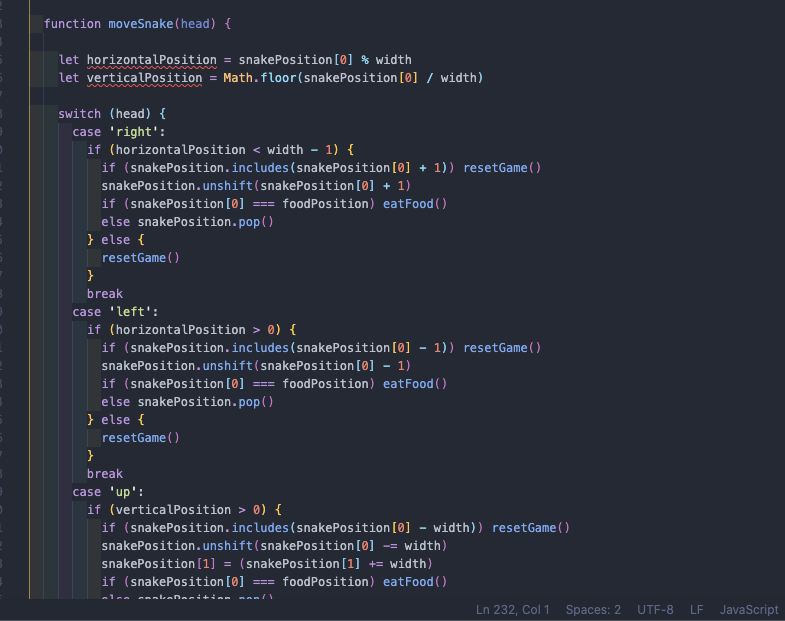 function moveSnake(head) {
let horizontalPosition = snakePosition[0] % width
let verticalPosition = Math.floor(snakePosition[0] / width)
switch (head) {
case 'right':
if (horizontalPosition < width - 1) {
if (snakePosition.includes(snakePosition[0] + 1)) resetGame()
snakePosition.unshift(snakePosition[0] + 1)
if (snakePosition[0] === foodPosition) eatFood()
else snakePosition.pop()
} else {
resetGame()
}
break
case 'left':
if (horizontalPosition > 0) {
if (snakePosition.includes(snakePosition[0] - 1)) resetGame()
snakePosition.unshift(snakePosition[0] - 1)
if (snakePosition[0] === foodPosition) eatFood()
else snakePosition.pop()
} else {
resetGame()
}
break
case 'up':
if (verticalPosition > 0) {
if (snakePosition.includes(snakePosition[0] - width)) resetGame()
snakePosition.unshift(snakePosition[0] -= width)
snakePosition[1] = (snakePosition[1] += width)
if (snakePosition[0] === foodPosition) eatFood()
else snakePosition.pop()
Ln 232, Col 1 Spaces: 2 UTF-8 LF JavaScript